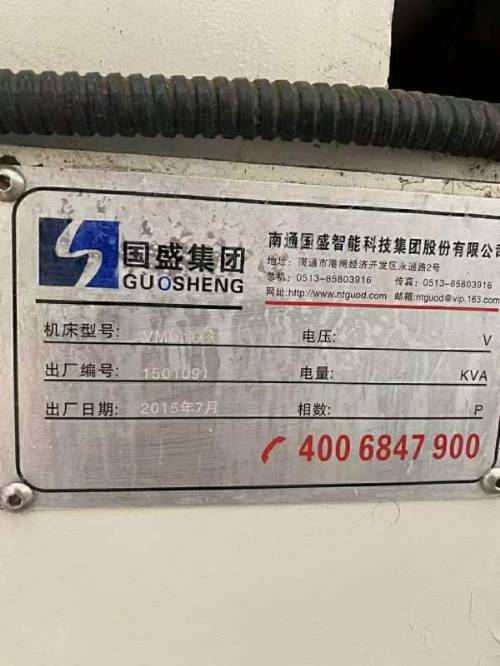 国盛集团
GUOSHENG
南通国盛智能科技集团股份有限公司
地址：南通市港闸经济开发区永通路2号
总机：0513-85803916 传真：0513-85803916
网址:http://www.ntguod.com 邮箱:ntguod@vip.163.com
机床型号: 电压: V
出厂编号: 1501091 电量: KVA
出厂日期: 2015年7月 相数: P
400 6847 900